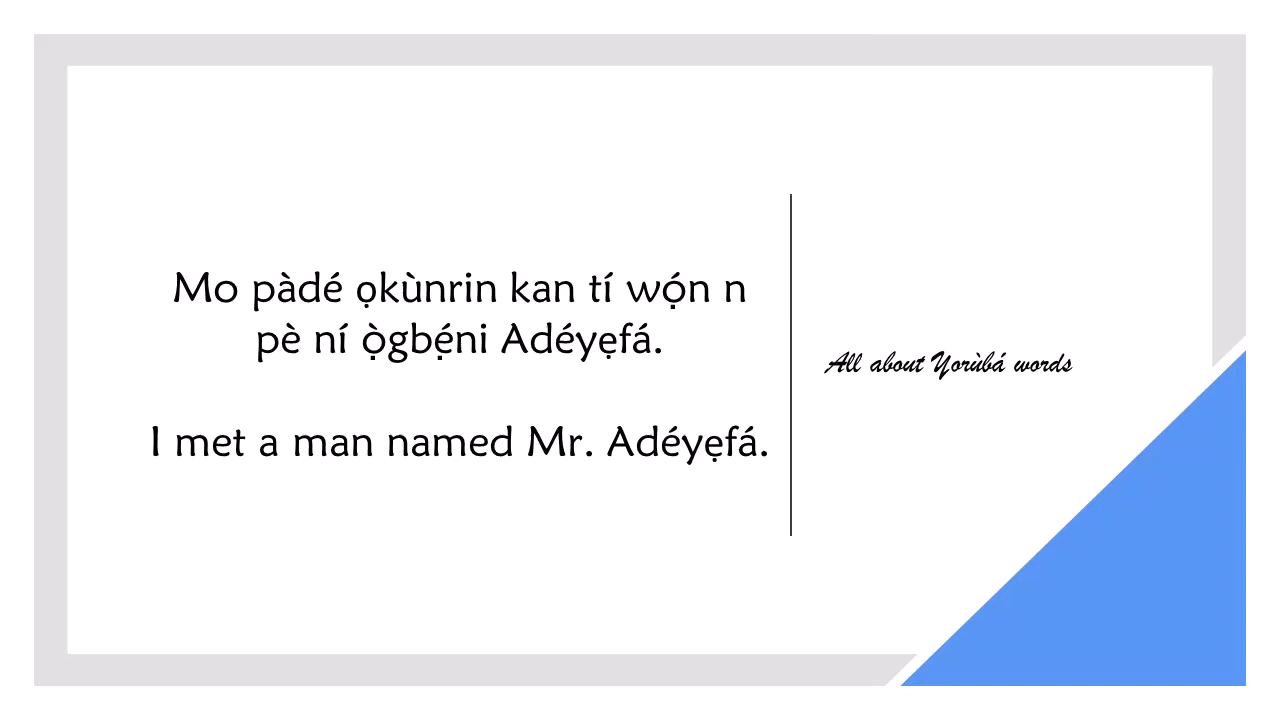 Mo pàdé ọkùnrin kan tí wọ́n n
pè ní ọ̀gbẹ́ni Adéyẹfá.
I met a man named Mr. Adéyẹfá.
All about Yorùbá words